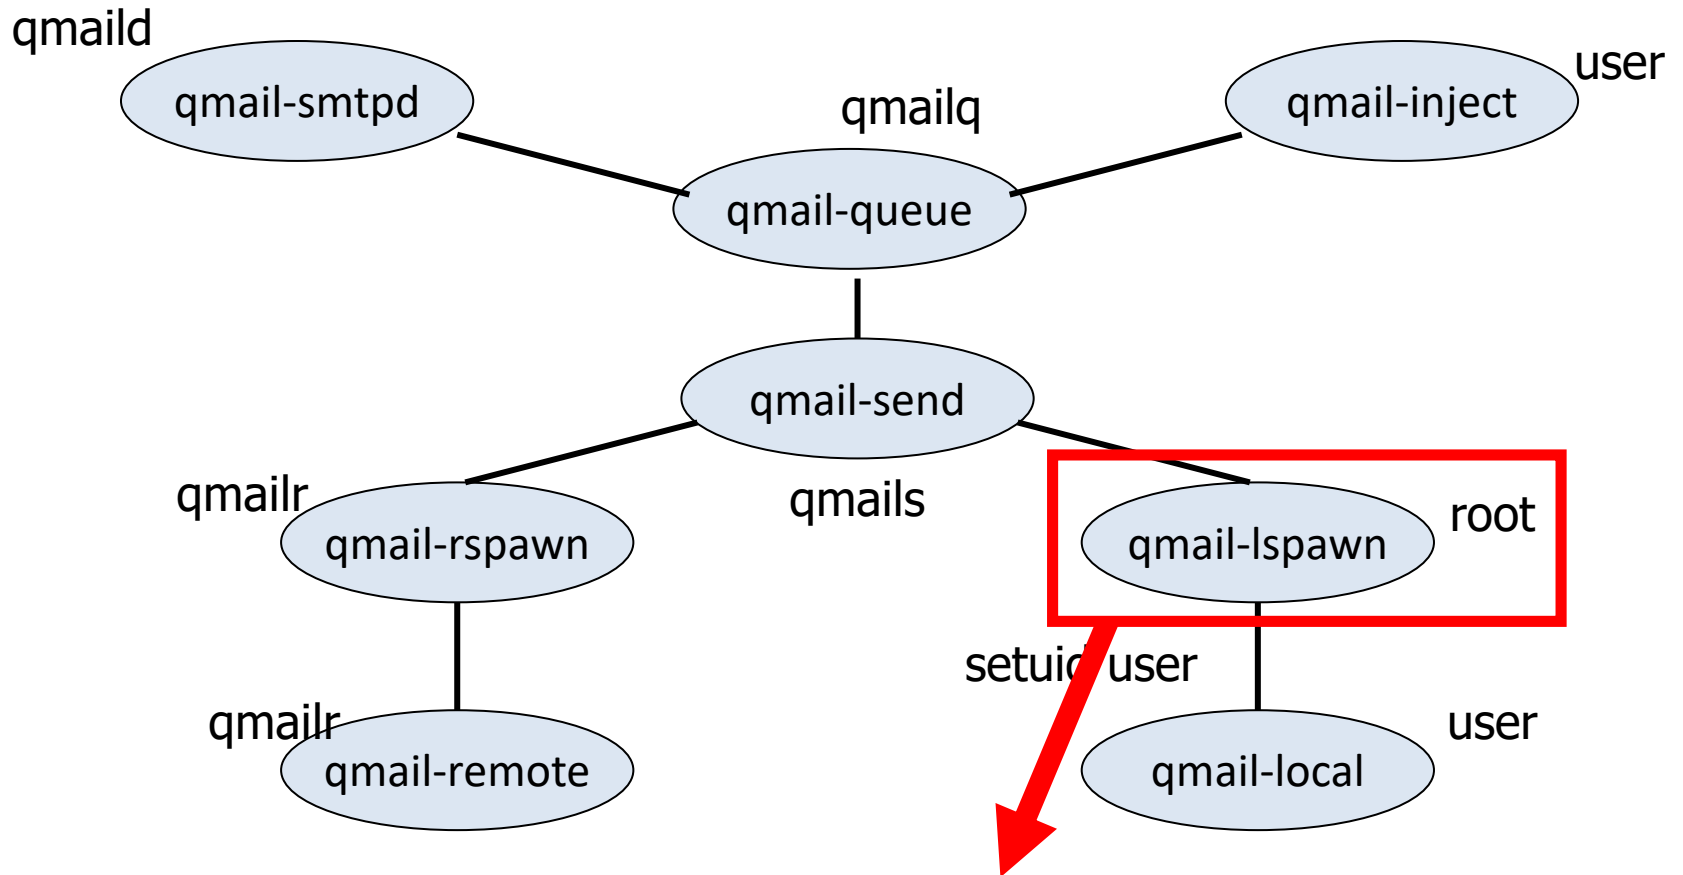 qmaild
qmail-smtpd
qmailq
qmail-inject
user
qmail-queue
qmail-send
qmails
qmailr
qmail-rspawn
qmail-lspawn
root
setuid user
qmailr
qmail-remote
user
qmail-local